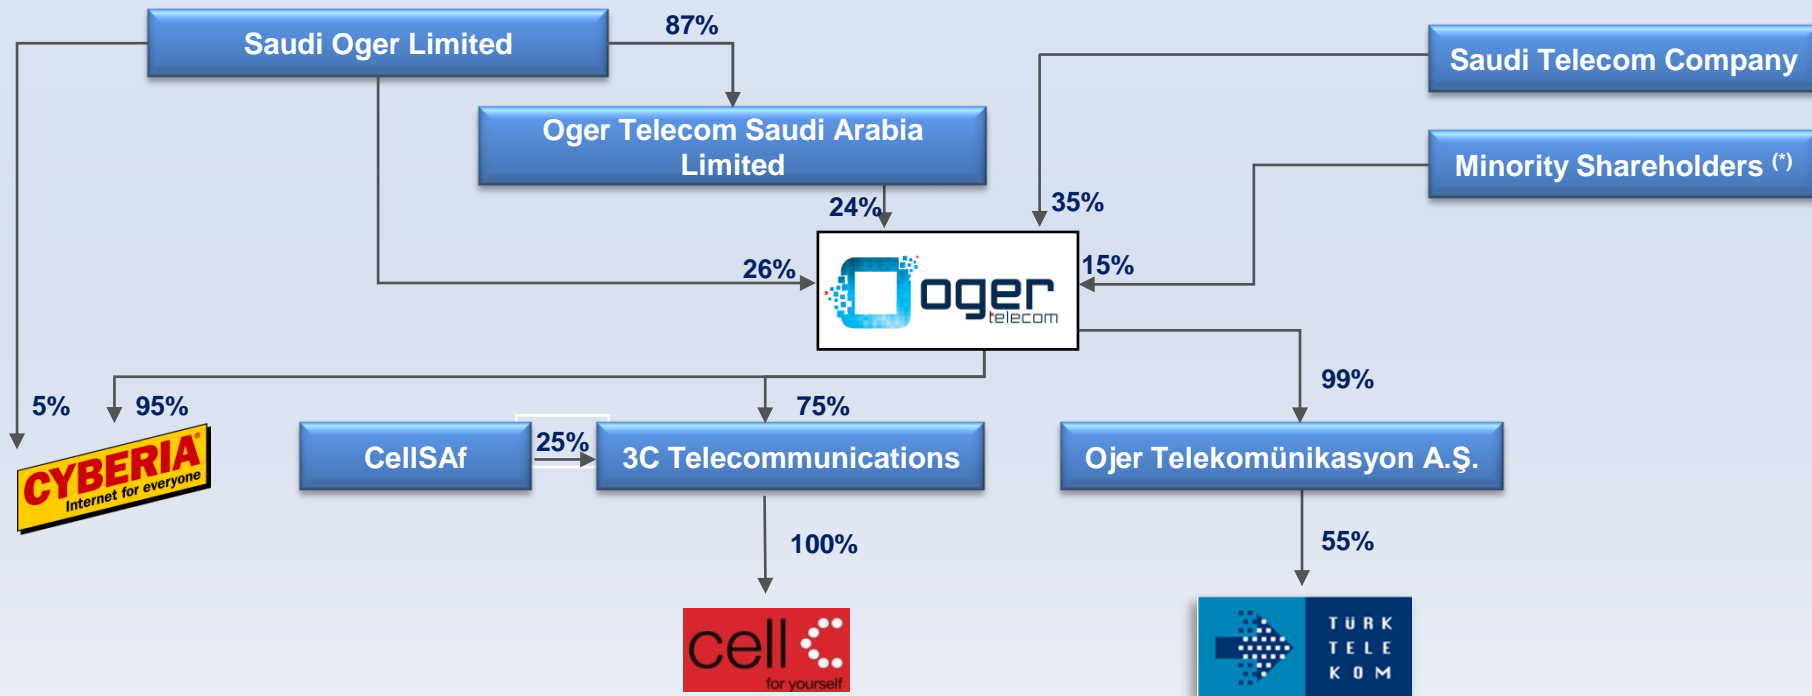 Saudi Oger Limited
87%
Saudi Telecom Company
Oger Telecom Saudi Arabia
Limited
Minority Shareholders (*)
24%
35%
26%
15%
oger
telecom
5%
95%
75%
99%
CYBERIA®
Internet for everyone
CellSAf
25%
3C Telecommunications
Ojer Telekomünikasyon A.Ş.
100%
55%
cell C
for yourself
TÜRK
TELE
KOM